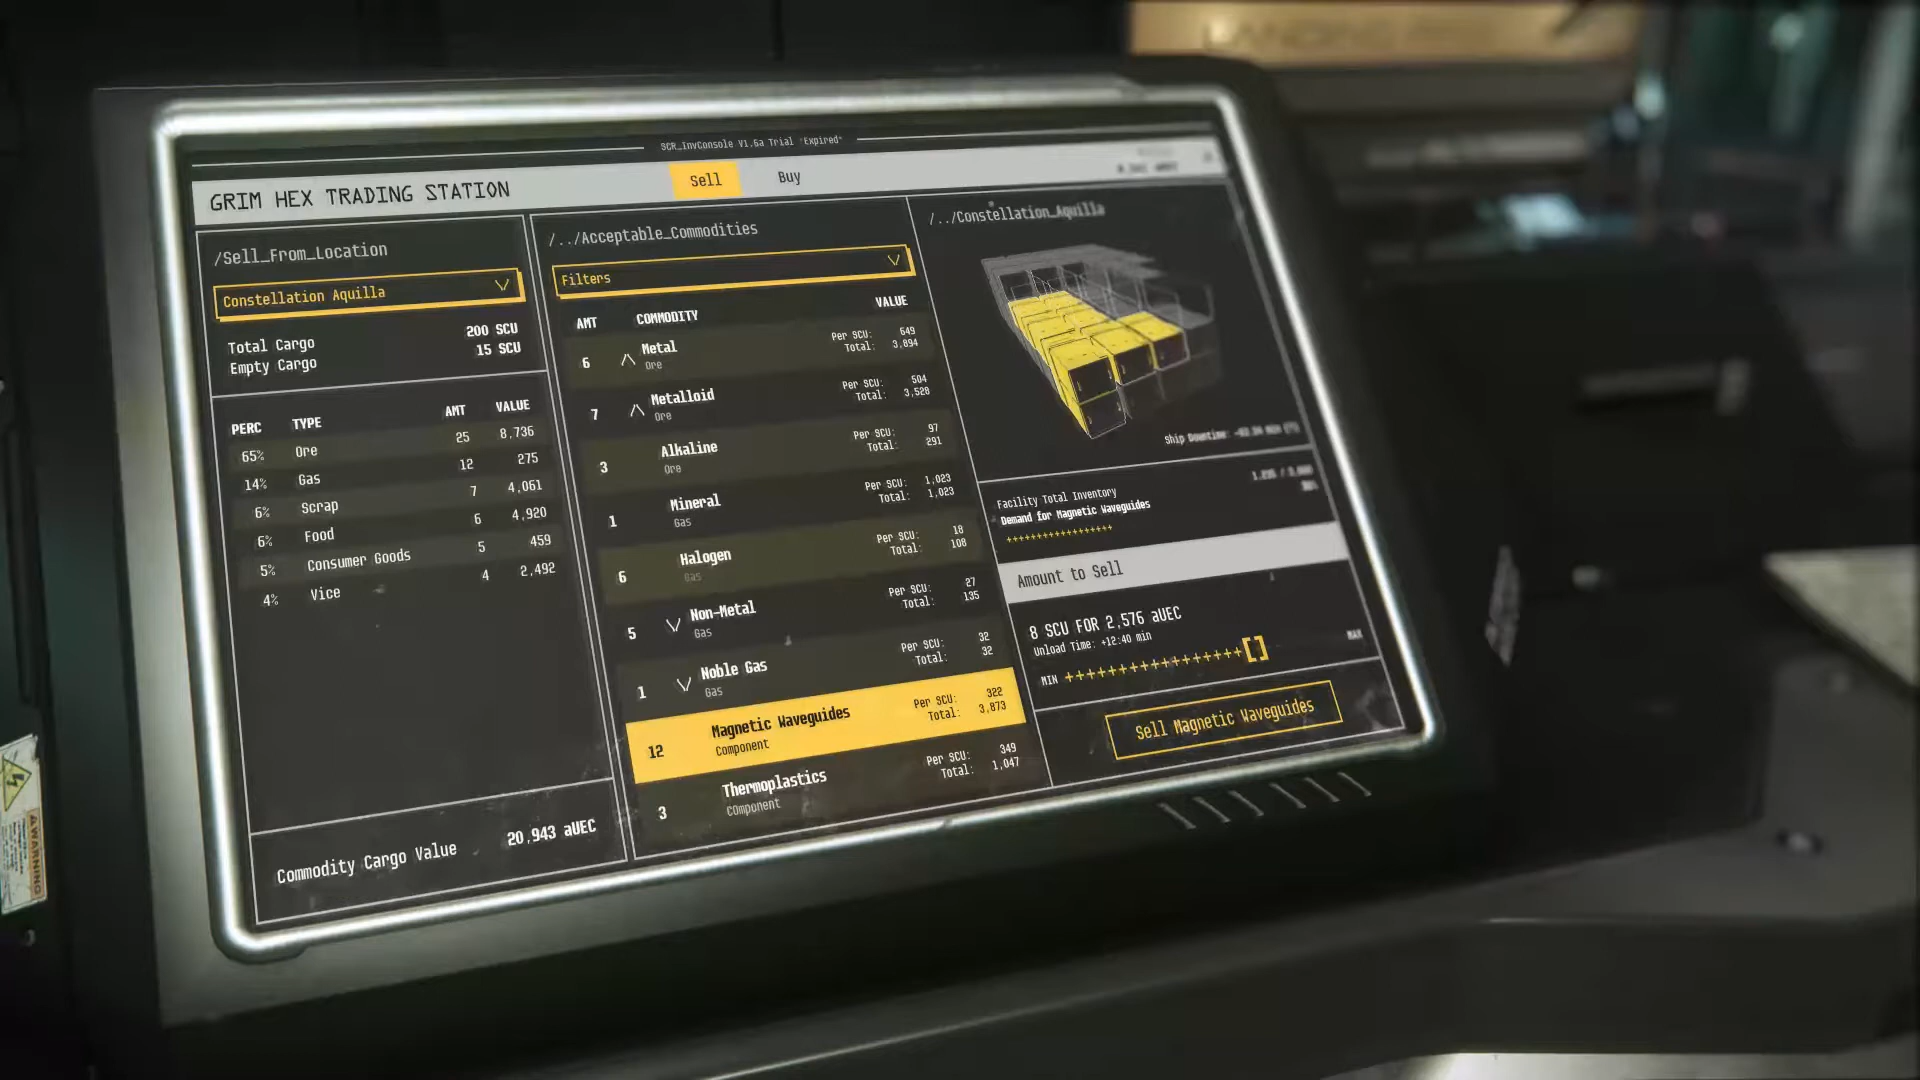 LANDING
SCR_InvConsole V1.6a Trial "Expired"
GRIM HEX TRADING STATION
Sell
Buy
/Sell_From_Location
Constellation Aquilla
Total Cargo 200 SCU
Empty Cargo 15 SCU
PERC TYPE AMT VALUE
65% Ore 25 8,736
14% Gas 12 275
6% Scrap 7 4,061
6% Food 6 4,920
5% Consumer Goods 5 459
4% Vice 4 2,492
Commodity Cargo Value 20,943 aUEC
/../Acceptable_Commodities
Filters
AMT COMMODITY VALUE
6 Metal Per SCU: 649
Ore Total: 3,894
7 Metalloid Per SCU: 504
Ore Total: 3,528
3 Alkaline Per SCU: 97
Ore Total: 291
1 Mineral Per SCU: 1,023
Gas Total: 1,023
6 Halogen Per SCU: 18
Gas Total: 108
5 Non-Metal Per SCU: 27
Gas Total: 135
1 Noble Gas Per SCU: 32
Gas Total: 32
12 Magnetic Waveguides Per SCU: 322
Component Total: 3,873
3 Thermoplastics Per SCU: 349
COmponent Total: 1,047
/../Constellation_Aquilla
Ship Downtime:
Facility Total Inventory
Demand for Magnetic Waveguides
+++++++++++++++++
Amount to Sell
8 SCU FOR 2,576 aUEC
Unload Time: +12:40 min
MIN ++++++++++++++++[] MAX
Sell Magnetic Waveguides
WARNING